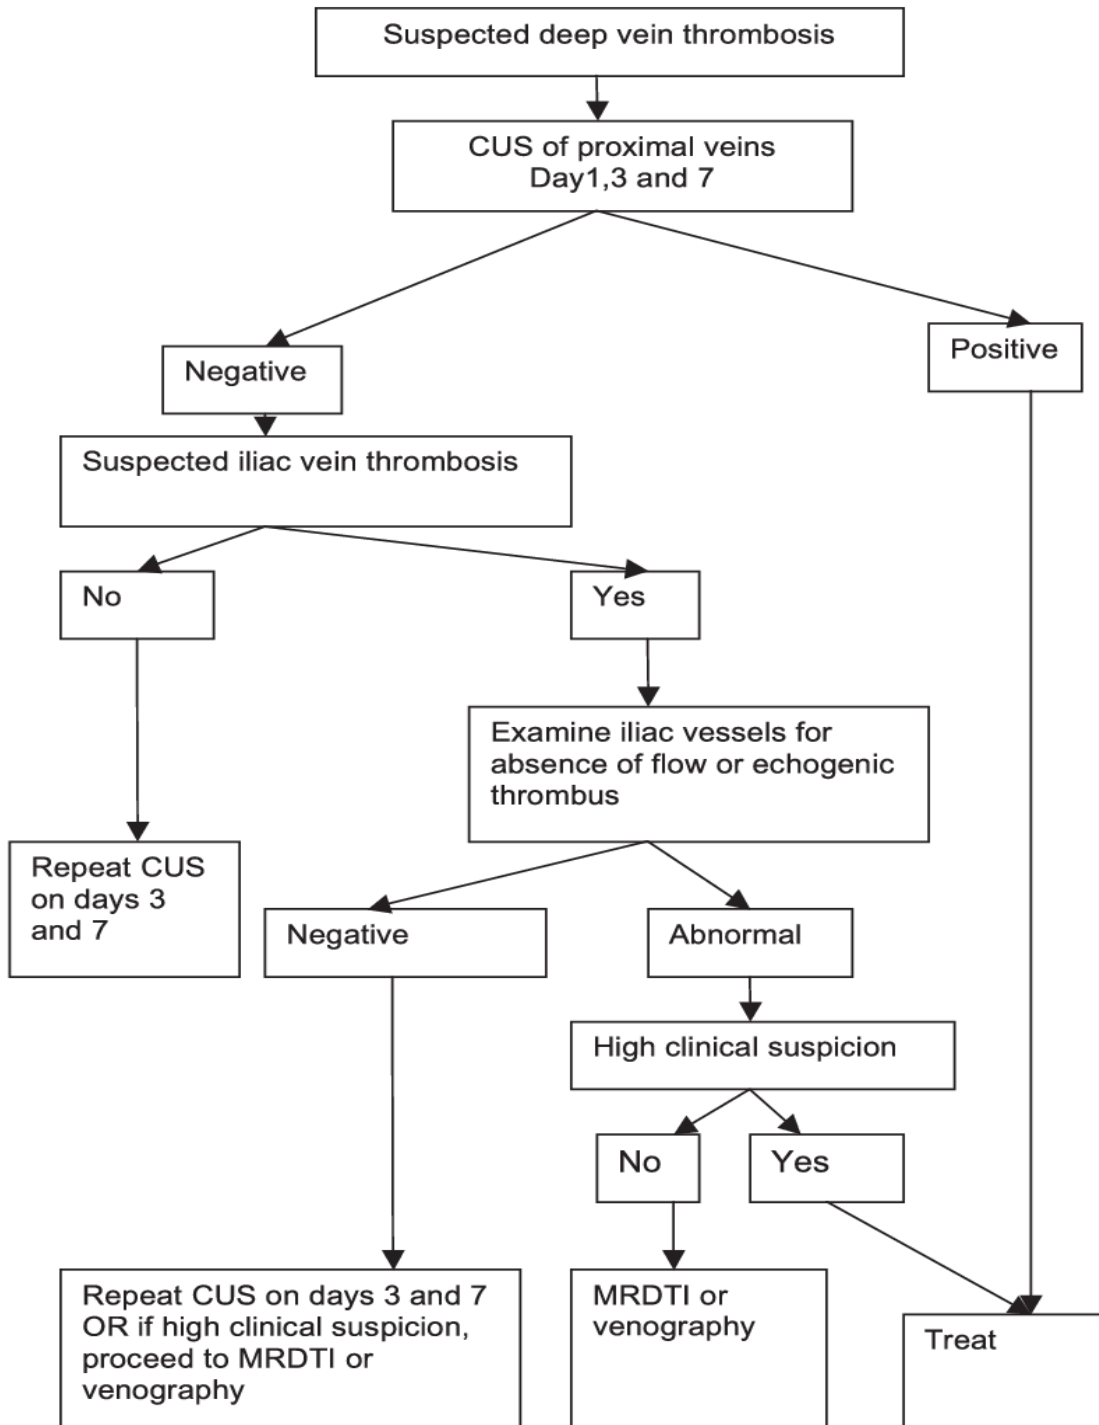 Suspected deep vein thrombosis
CUS of proximal veins
Day1,3 and 7
Negative
Positive
Suspected iliac vein thrombosis
No
Yes
Examine iliac vessels for
absence of flow or echogenic
thrombus
Repeat CUS
on days 3
and 7
Negative
Abnormal
High clinical suspicion
No
Yes
Repeat CUS on days 3 and 7
OR if high clinical suspicion,
proceed to MRDTI or
venography
MRDTI or
venography
Treat